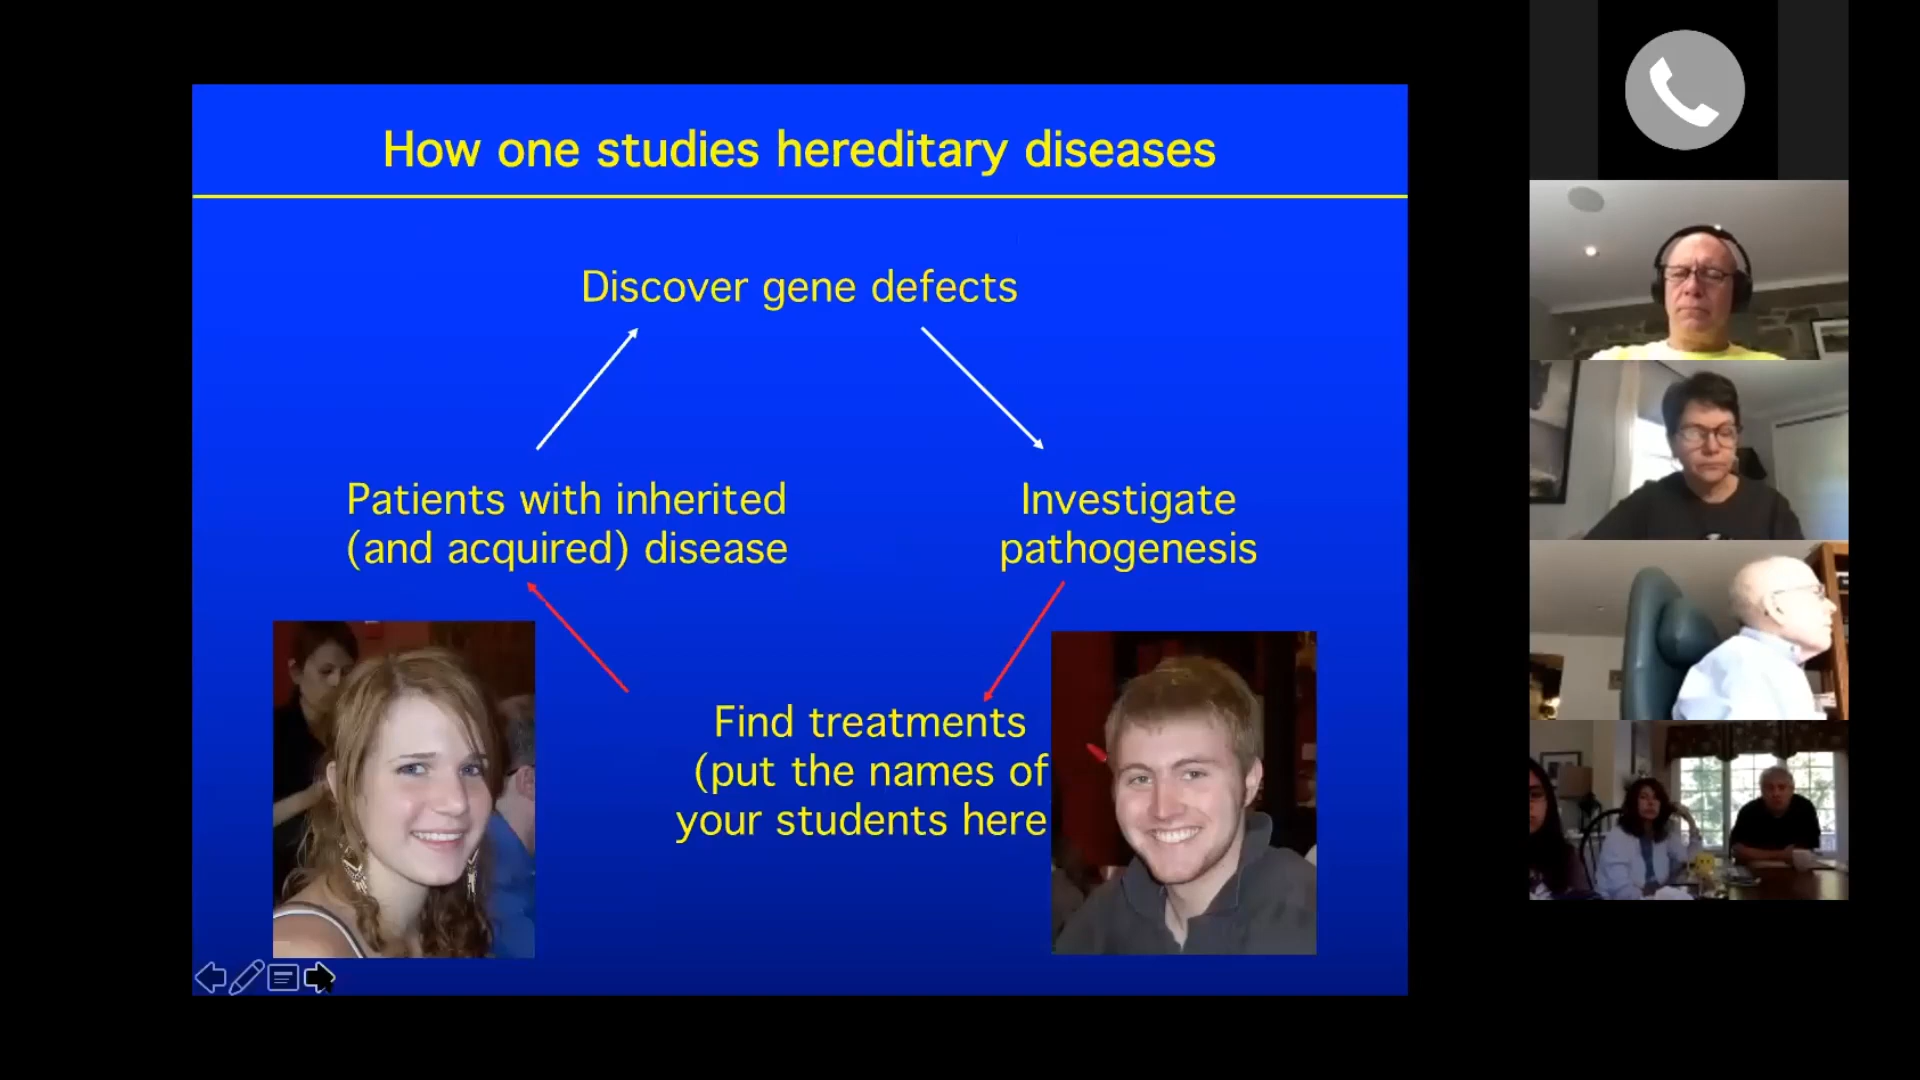 How one studies hereditary diseases
Discover gene defects
Patients with inherited
(and acquired) disease
Investigate
pathogenesis
Find treatments
(put the names of
your students here